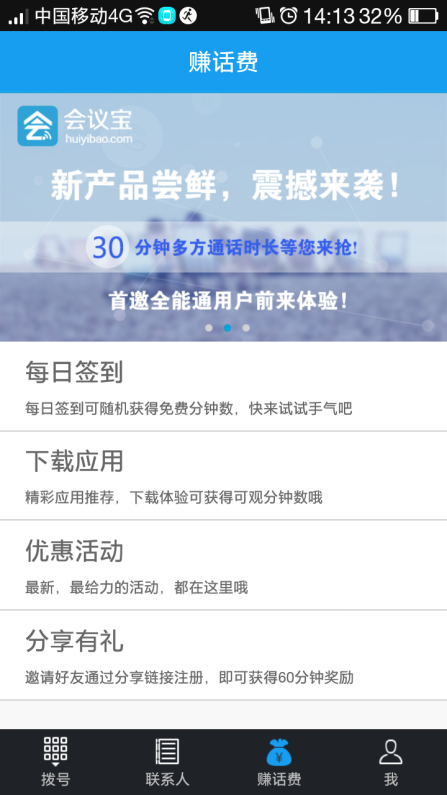 中国移动4G 14:13 32%
赚话费
会议宝
huiyibao.com
新产品尝鲜，震撼来袭！
30 分钟多方通话时长等您来抢!
首邀全能通用户前来体验！
每日签到
每日签到可随机获得免费分钟数，快来试试手气吧
下载应用
精彩应用推荐，下载体验可获得可观分钟数哦
优惠活动
最新，最给力的活动，都在这里哦
分享有礼
邀请好友通过分享链接注册，即可获得60分钟奖励
拨号 联系人 赚话费 我